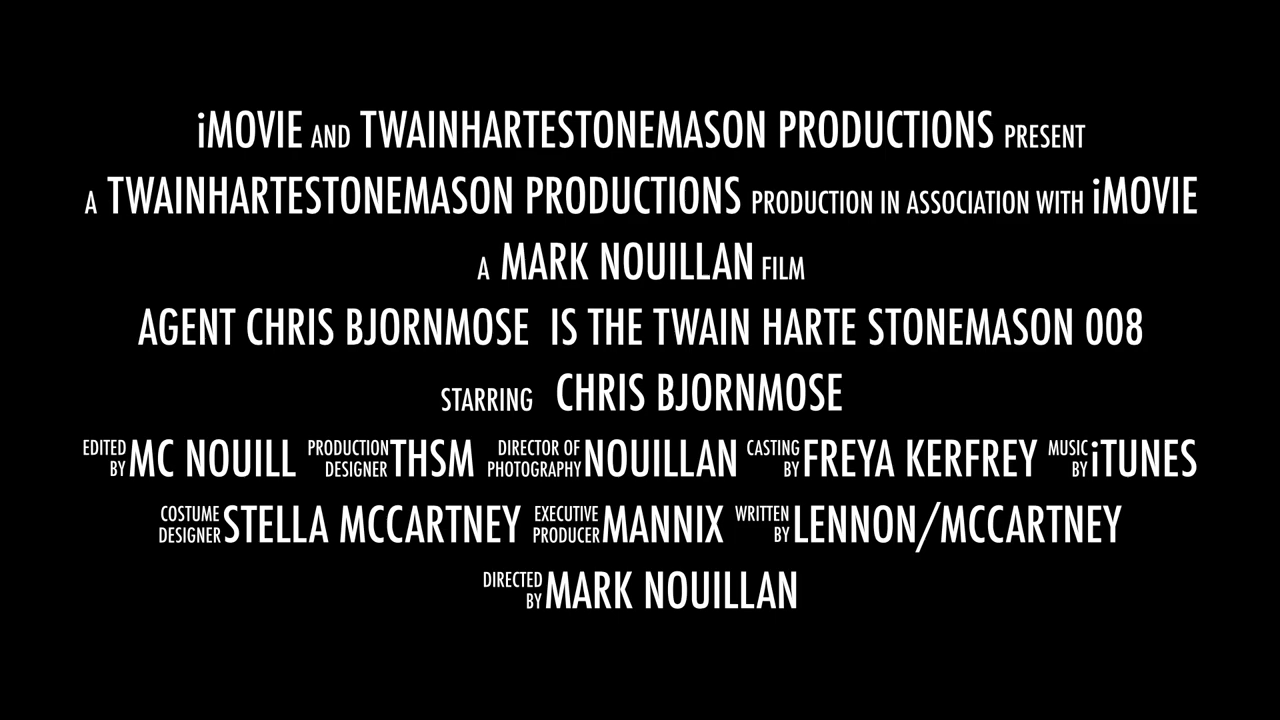 iMOVIE AND TWAINHARTESTONEMASON PRODUCTIONS PRESENT
A TWAINHARTESTONEMASON PRODUCTIONS PRODUCTION IN ASSOCIATION WITH iMOVIE
A MARK NOUILLAN FILM
AGENT CHRIS BJORNMOSE IS THE TWAIN HARTE STONEMASON 008
STARRING CHRIS BJORNMOSE
EDITED BY MC NOUILL PRODUCTION DESIGNER THSM DIRECTOR OF PHOTOGRAPHY NOUILLAN CASTING BY FREYA KERFREY MUSIC BY iTUNES
COSTUME DESIGNER STELLA MCCARTNEY EXECUTIVE PRODUCER MANNIX WRITTEN BY LENNON/MCCARTNEY
DIRECTED BY MARK NOUILLAN